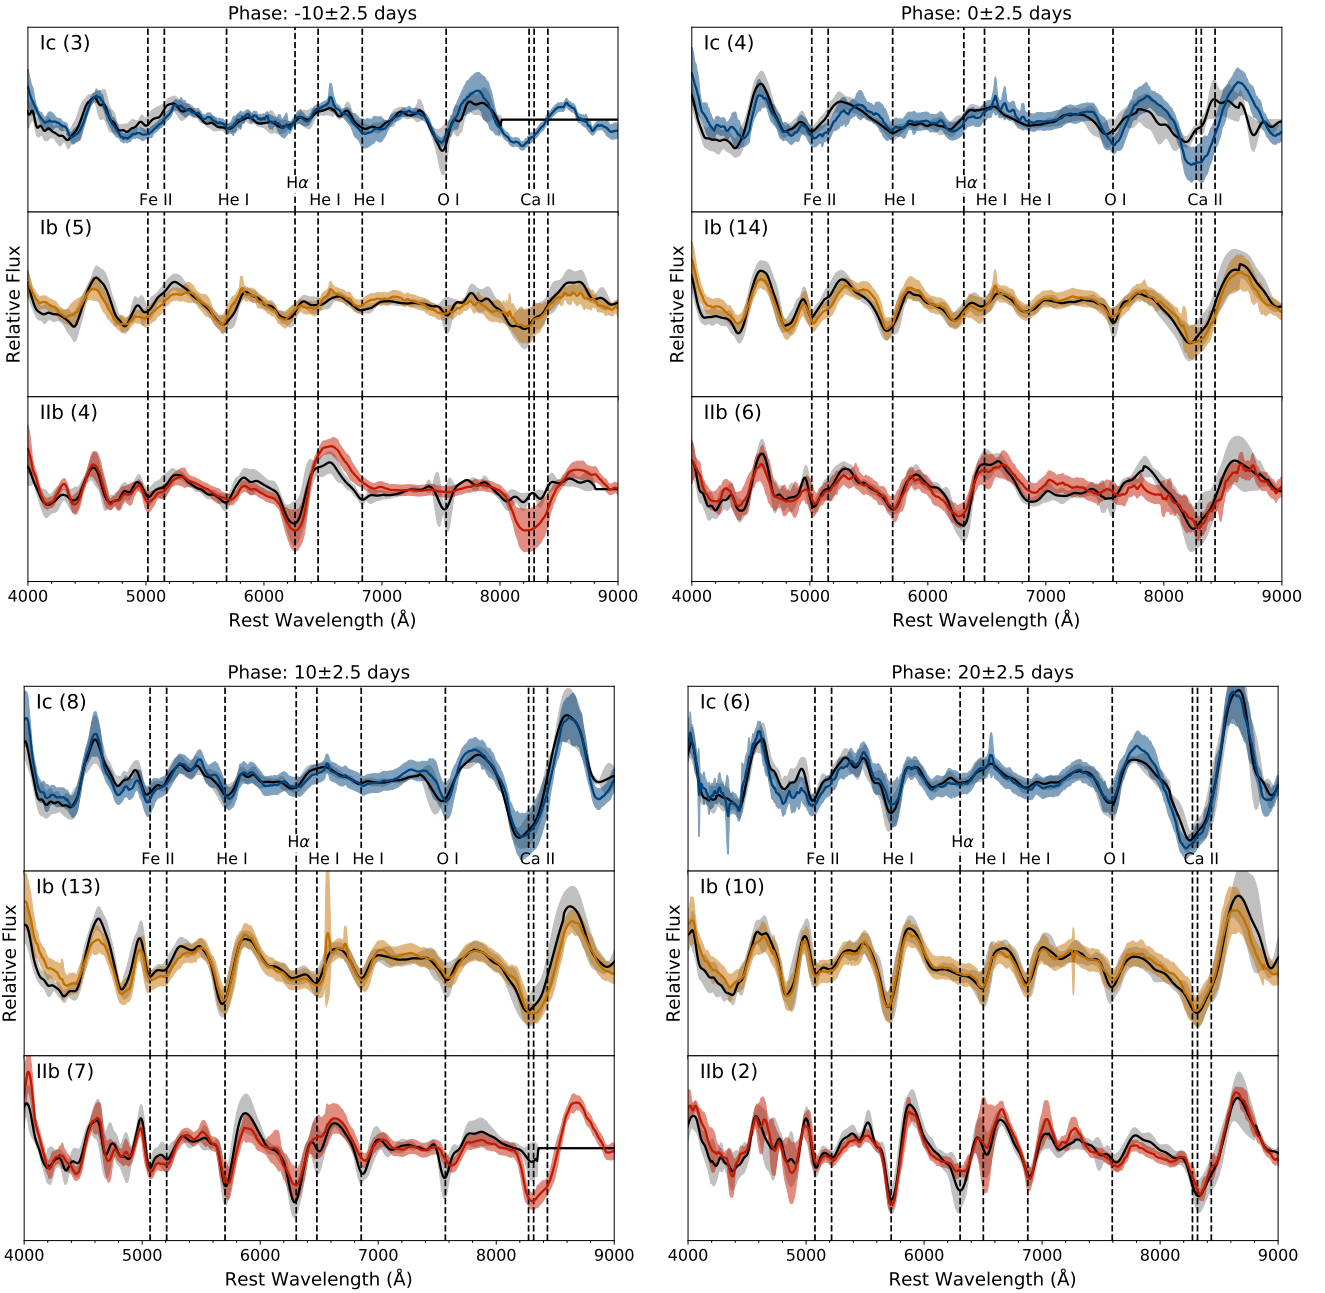 Phase: -10±2.5 days
Ic (3)
Hα
Fe II He I He I He I O I Ca II
Ib (5)
Relative Flux
IIb (4)
4000 5000 6000 7000 8000 9000
Rest Wavelength (Å)
Phase: 0±2.5 days
Ic (4)
Hα
Fe II He I He I He I O I Ca II
Ib (14)
Relative Flux
IIb (6)
4000 5000 6000 7000 8000 9000
Rest Wavelength (Å)
Phase: 10±2.5 days
Ic (8)
Hα
Fe II He I He I He I O I Ca II
Ib (13)
Relative Flux
IIb (7)
4000 5000 6000 7000 8000 9000
Rest Wavelength (Å)
Phase: 20±2.5 days
Ic (6)
Hα
Fe II He I He I He I O I Ca II
Ib (10)
Relative Flux
IIb (2)
4000 5000 6000 7000 8000 9000
Rest Wavelength (Å)